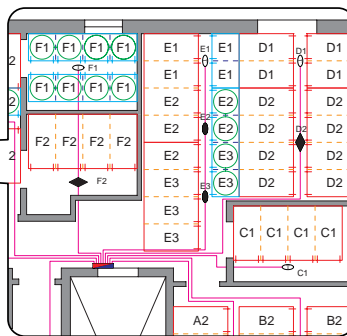 F1 F1 F1 F1 E1 E1 E1 D1 D1 D1
2 F1 E1 E1 D1 D1
F1 F1 F1 F1 E2 E2 D2 D2
2 E2 E2 E2 D2 D2
F2 F2 F2 F2 E2 E3 D2 D2 D2
2 F2 E3 E3 E3 D2 D2
E3 C1 C1 C1 C1
E3
C1
A2 B2 B2